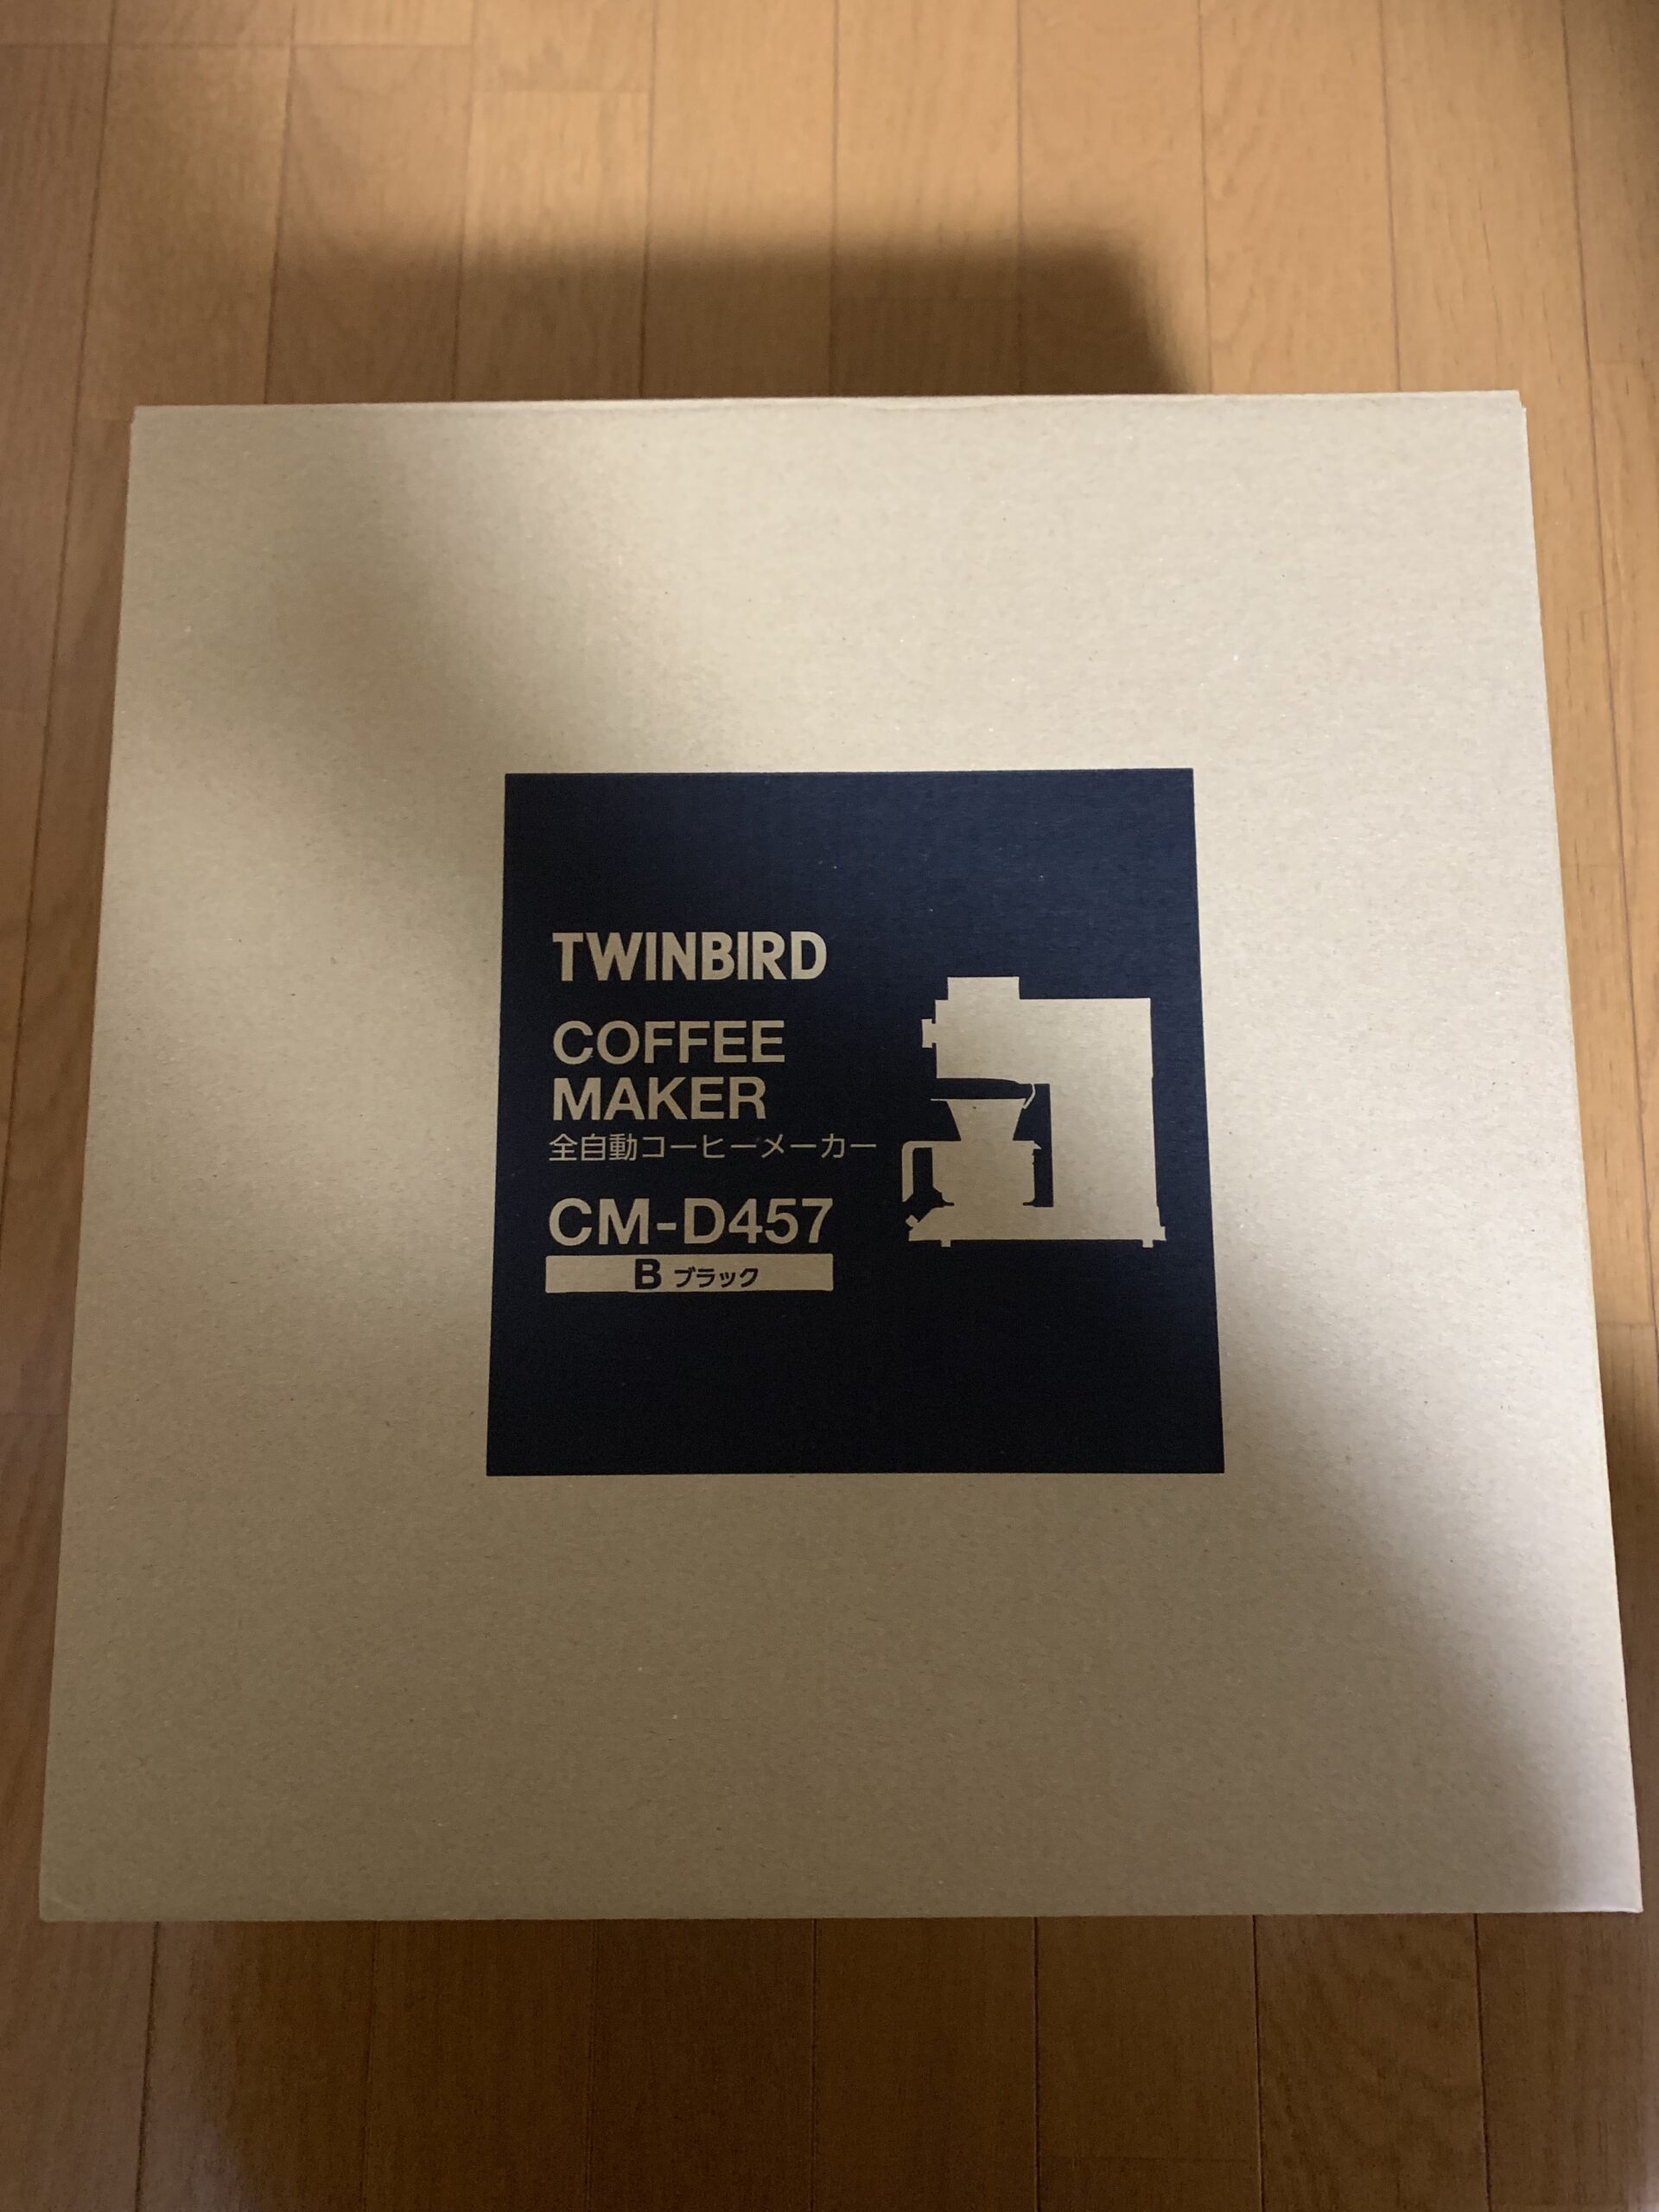 TWINBIRD
COFFEE
MAKER
全自動コーヒーメーカー
CM-D457
B ブラック